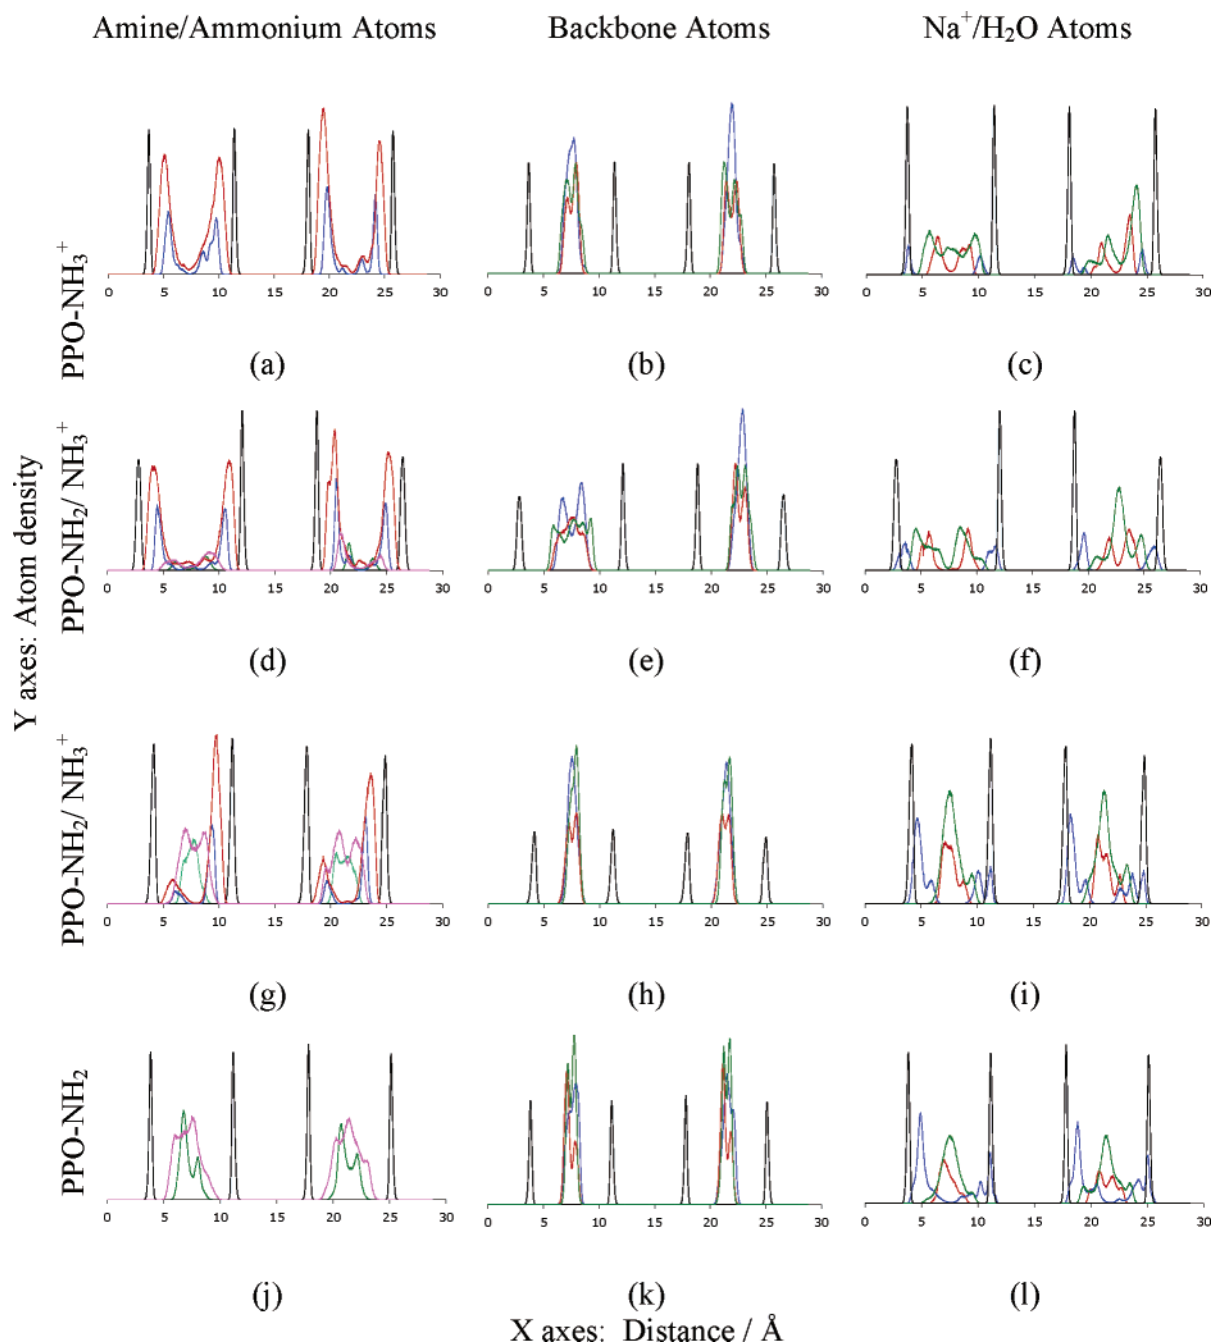 Amine/Ammonium Atoms
Backbone Atoms
Na⁺/H₂O Atoms
Y axes: Atom density
PPO-NH₃⁺
0 5 10 15 20 25 30
0 5 10 15 20 25 30
0 5 10 15 20 25 30
(a)
(b)
(c)
PPO-NH₂/ NH₃⁺
0 5 10 15 20 25 30
0 5 10 15 20 25 30
0 5 10 15 20 25 30
(d)
(e)
(f)
PPO-NH₂/ NH₃⁺
0 5 10 15 20 25 30
0 5 10 15 20 25 30
0 5 10 15 20 25 30
(g)
(h)
(i)
PPO-NH₂
0 5 10 15 20 25 30
0 5 10 15 20 25 30
0 5 10 15 20 25 30
(j)
(k)
(l)
X axes: Distance / Å